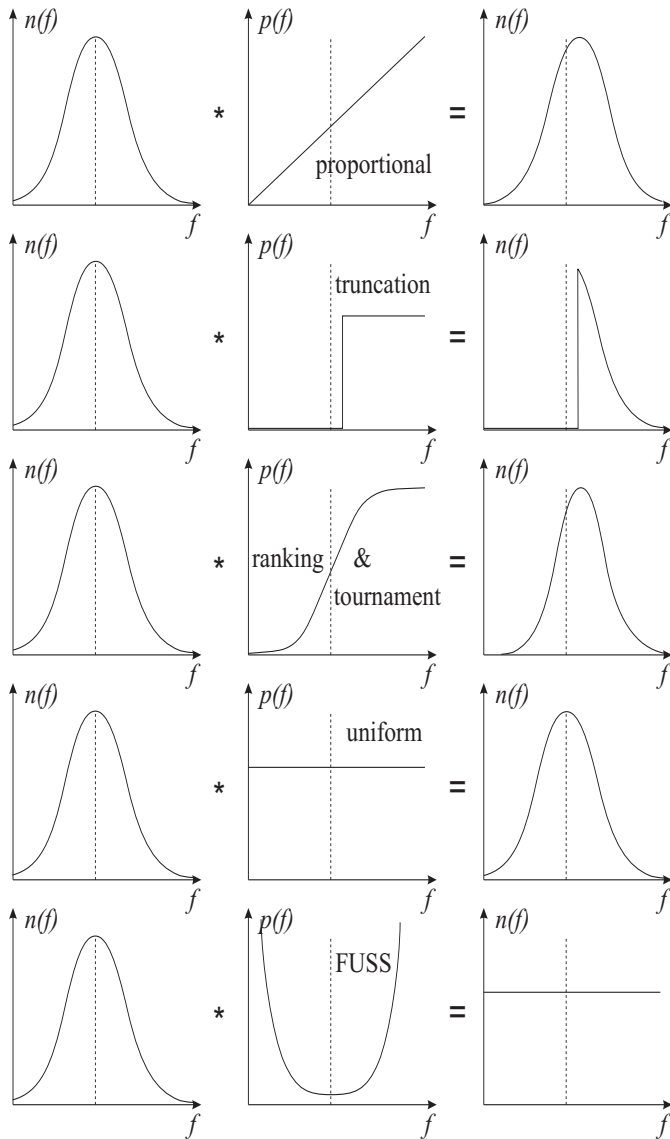 n(f) p(f) n(f)
* =
proportional
f f f
n(f) p(f) n(f)
truncation
* =
f f f
n(f) p(f) n(f)
ranking &
* =
tournament
f f f
n(f) p(f) n(f)
uniform
* =
f f f
n(f) p(f) n(f)
FUSS
* =
f f f